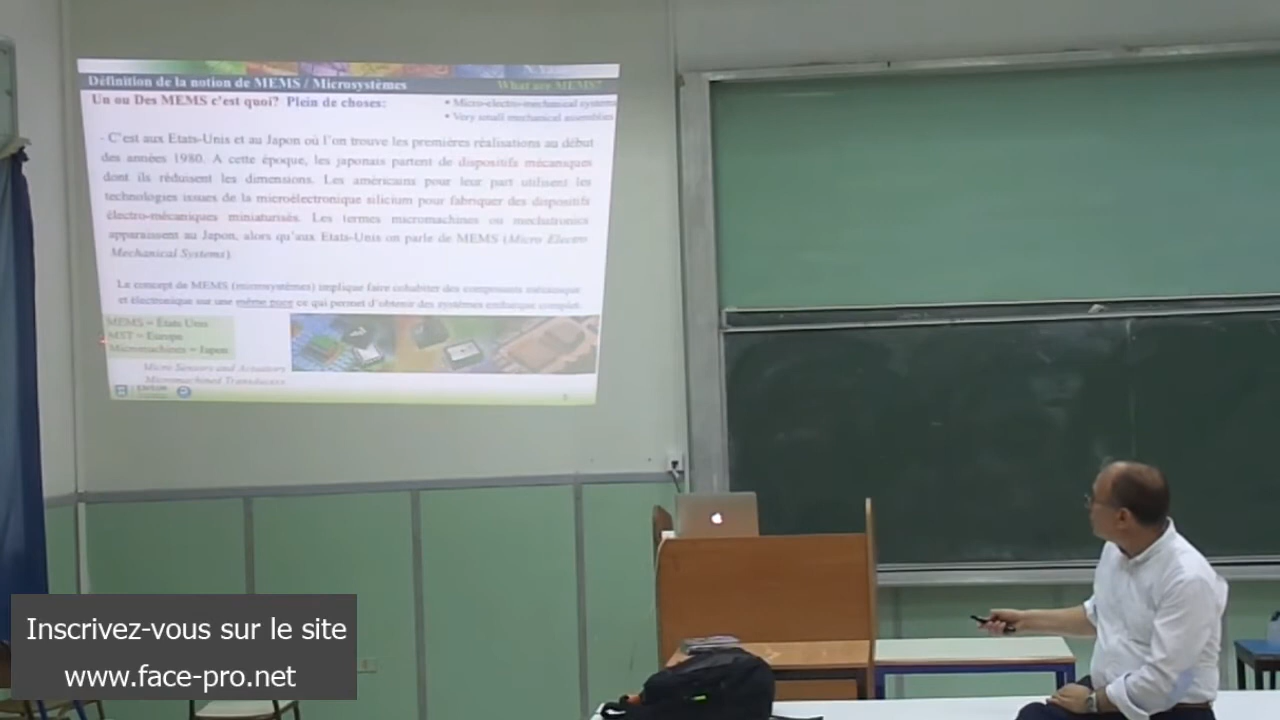 Définition de la notion de MEMS / Microsystèmes
What are MEMS?
Un ou Des MEMS c'est quoi? Plein de choses:
• Micro-electro-mechanical systems
• Very small mechanical assemblies
- C'est aux Etats-Unis et au Japon où l'on trouve les premières réalisations au début
des années 1980. A cette époque, les japonais partent de dispositifs mécaniques
dont ils réduisent les dimensions. Les américains pour leur part utilisent les
technologies issues de la microélectronique silicium pour fabriquer des dispositifs
électro-mécaniques miniaturisés. Les termes micromachines ou mechatronics
apparaissent au Japon, alors qu'aux Etats-Unis on parle de MEMS (Micro Electro
Mechanical Systems).
Le concept de MEMS (microsystèmes) implique faire cohabiter des composants mécanique
et électronique sur une même puce ce qui permet d'obtenir des systèmes embarqué complet.
MEMS = États Unis
MST = Europe
Micromachines = Japon
Micro Sensors and Actuators
Micromachined Transducers
Inscrivez-vous sur le site
www.face-pro.net